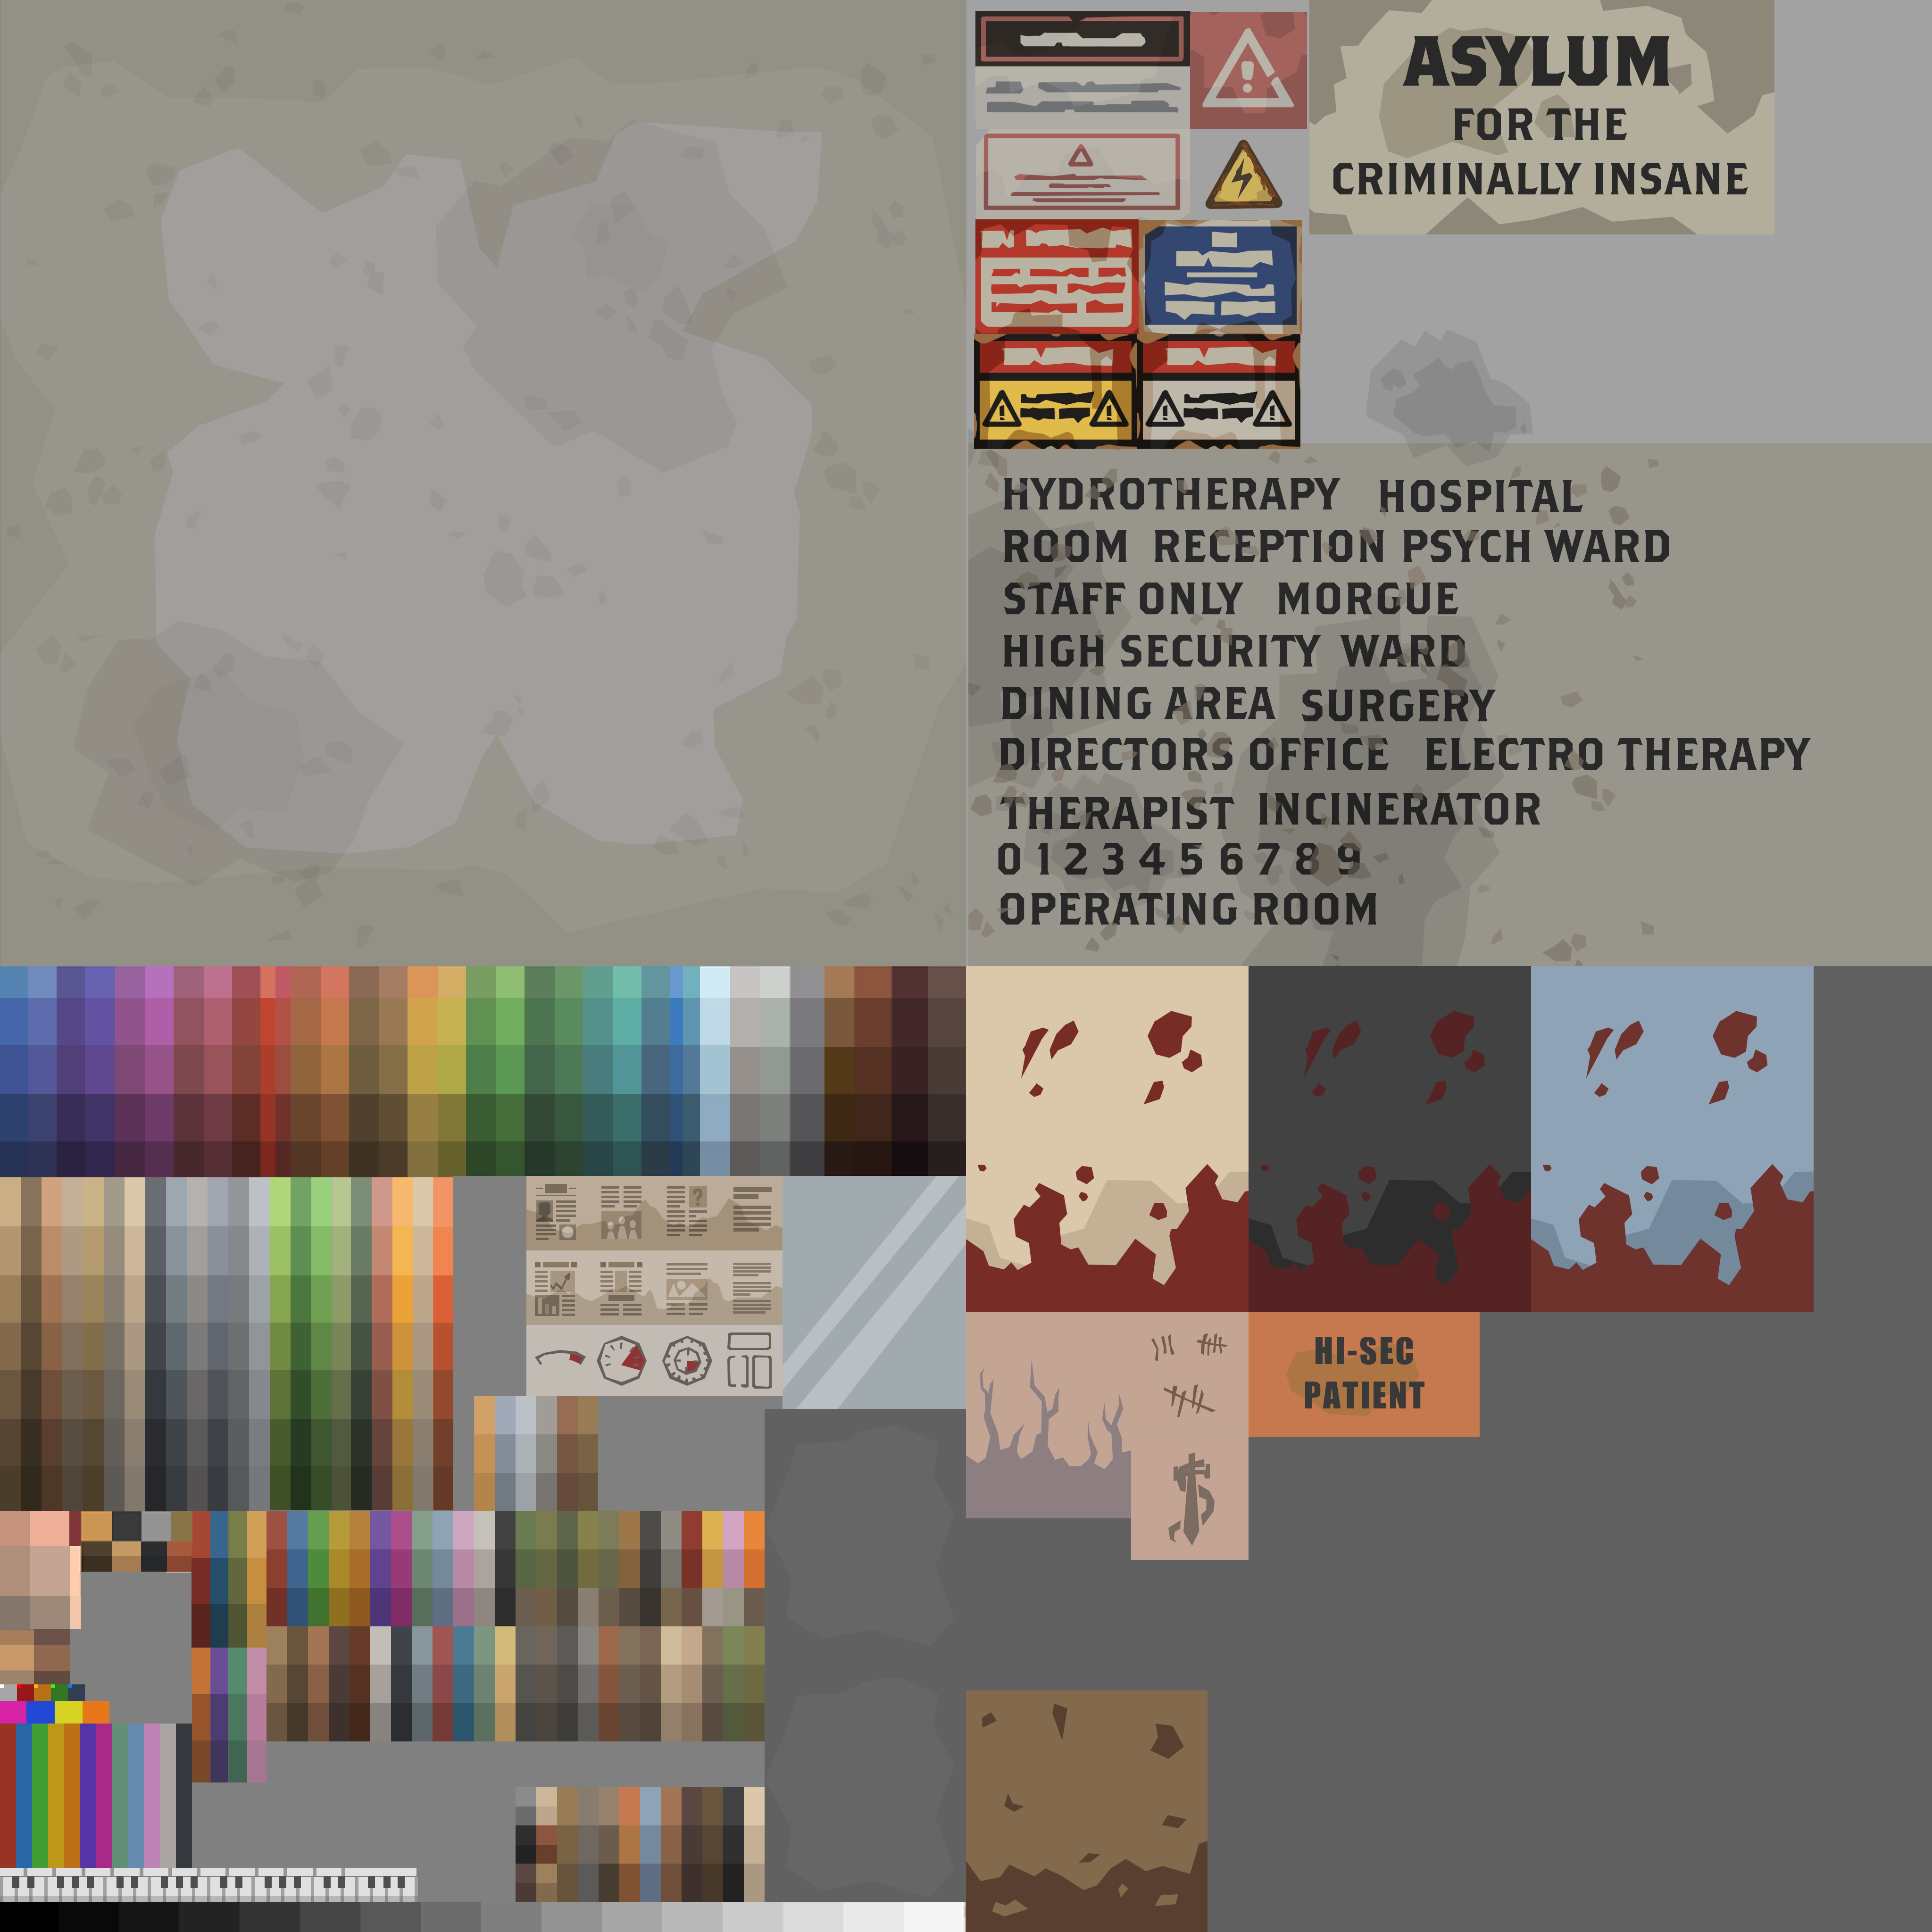 ASYLUM
FOR THE
CRIMINALLY INSANE
HYDROTHERAPY HOSPITAL
ROOM RECEPTION PSYCH WARD
STAFF ONLY MORGUE
HIGH SECURITY WARD
DINING AREA SURGERY
DIRECTORS OFFICE ELECTRO THERAPY
THERAPIST INCINERATOR
0 1 2 3 4 5 6 7 8 9
OPERATING ROOM
?
HI-SEC
PATIENT